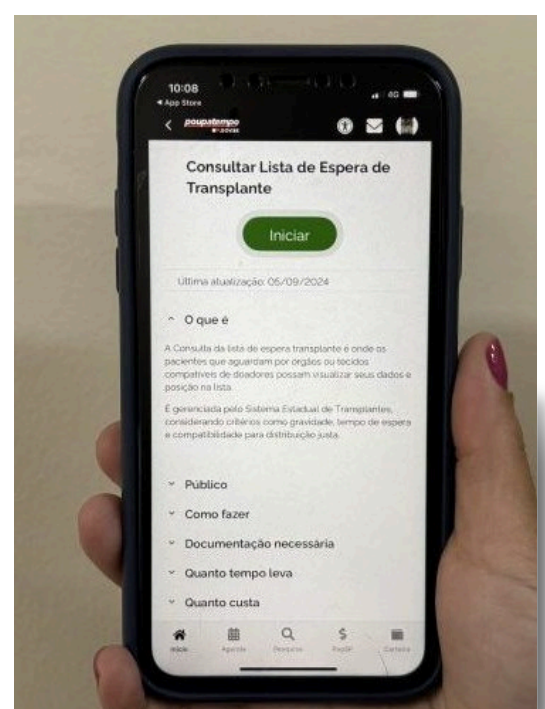 10:08
App Store
4G
poupatempo
Consultar Lista de Espera de
Transplante
Iniciar
Última atualização: 05/09/2024
O que é
A Consulta da lista de espera transplante é onde os
pacientes que aguardam por órgãos ou tecidos
compatíveis de doadores possam visualizar seus dados e
posição na lista.
É gerenciada pelo Sistema Estadual de Transplantes,
considerando critérios como gravidade, tempo de espera
e compatibilidade para distribuição justa.
Público
Como fazer
Documentação necessária
Quanto tempo leva
Quanto custa
Início
Agenda
Pesquisa
PagSP
Carteira